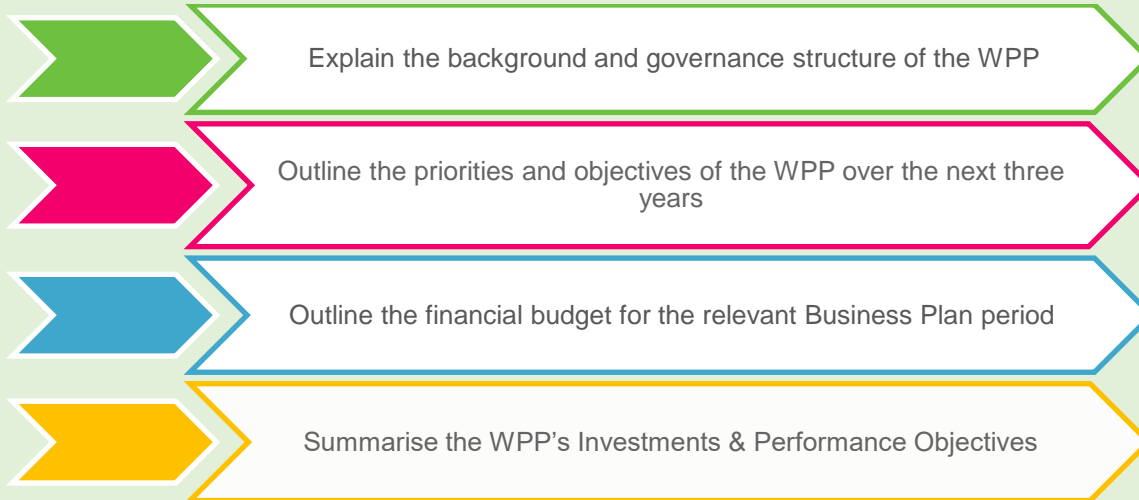 Explain the background and governance structure of the WPP
Outline the priorities and objectives of the WPP over the next three
years
Outline the financial budget for the relevant Business Plan period
Summarise the WPP’s Investments & Performance Objectives